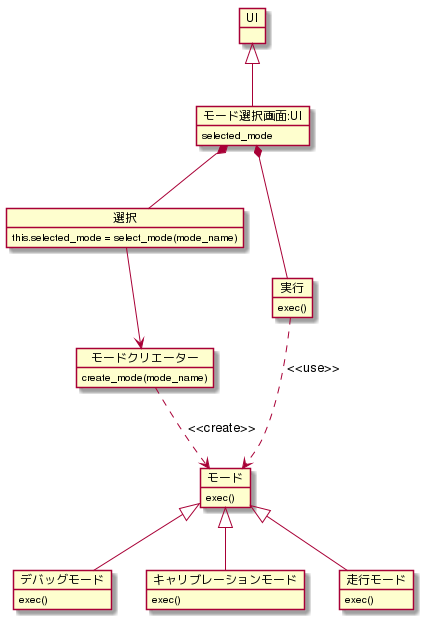 UI
モード選択画面:UI
selected_mode
選択
this.selected_mode = select_mode(mode_name)
実行
exec()
モードクリエーター
create_mode(mode_name)
<<use>>
<<create>>
モード
exec()
デバッグモード
exec()
キャリブレーションモード
exec()
走行モード
exec()